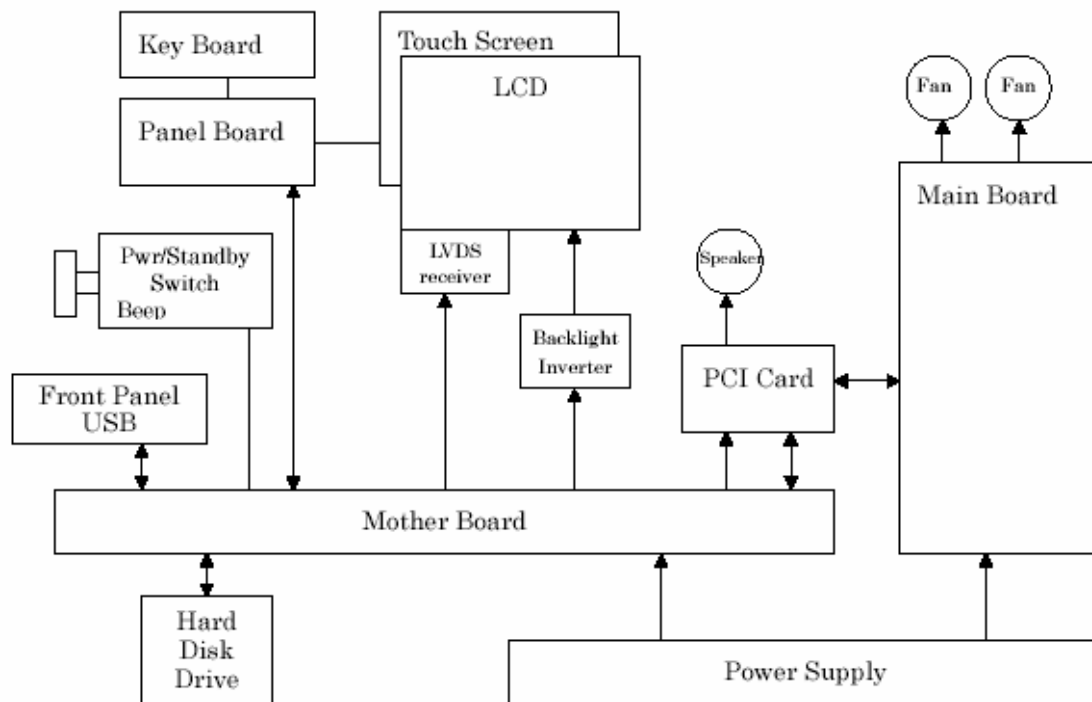 Key Board
Panel Board
Touch Screen
LCD
Fan
Fan
Main Board
Pwr/Standby
Switch
Beep
LVDS
receiver
Speaker
Backlight
Inverter
PCI Card
Front Panel
USB
Mother Board
Hard
Disk
Drive
Power Supply